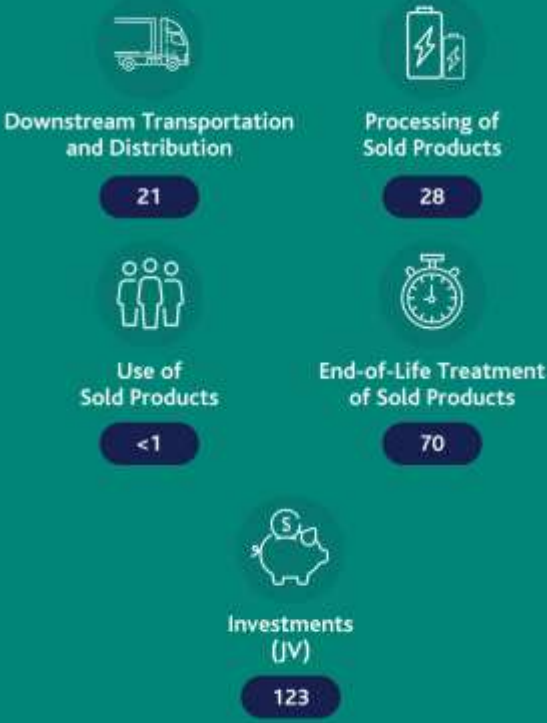 Downstream Transportation
and Distribution
21
Processing of
Sold Products
28
Use of
Sold Products
<1
End-of-Life Treatment
of Sold Products
70
S
Investments
(JV)
123